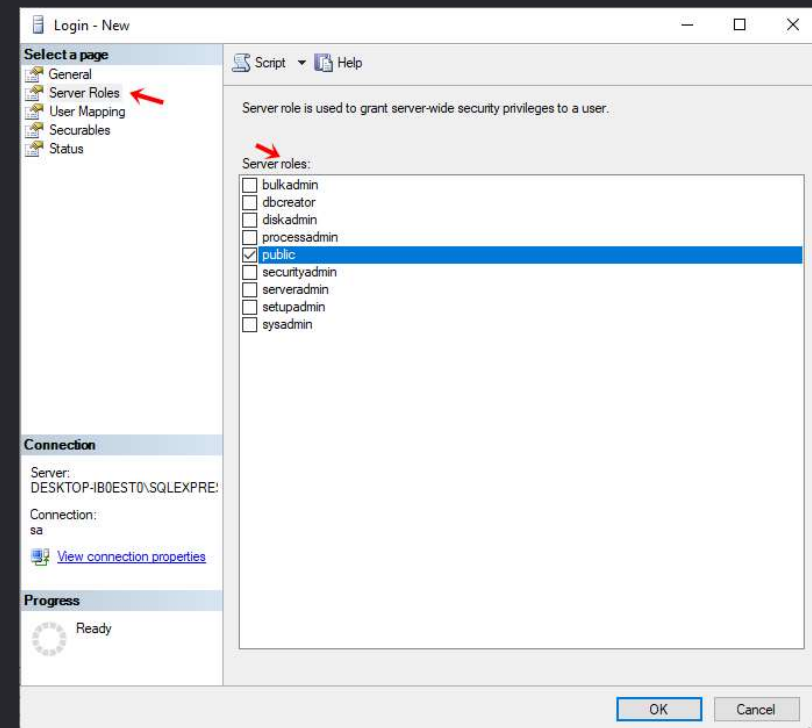 Login - New
Select a page
General
Server Roles
User Mapping
Securables
Status
Script
Help
Server role is used to grant server-wide security privileges to a user.
Server roles:
bulkadmin
dbcreator
diskadmin
processadmin
public
securityadmin
serveradmin
setupadmin
sysadmin
Connection
Server:
DESKTOP-IB0EST0\SQLEXPRE
Connection:
sa
View connection properties
Progress
Ready
OK
Cancel